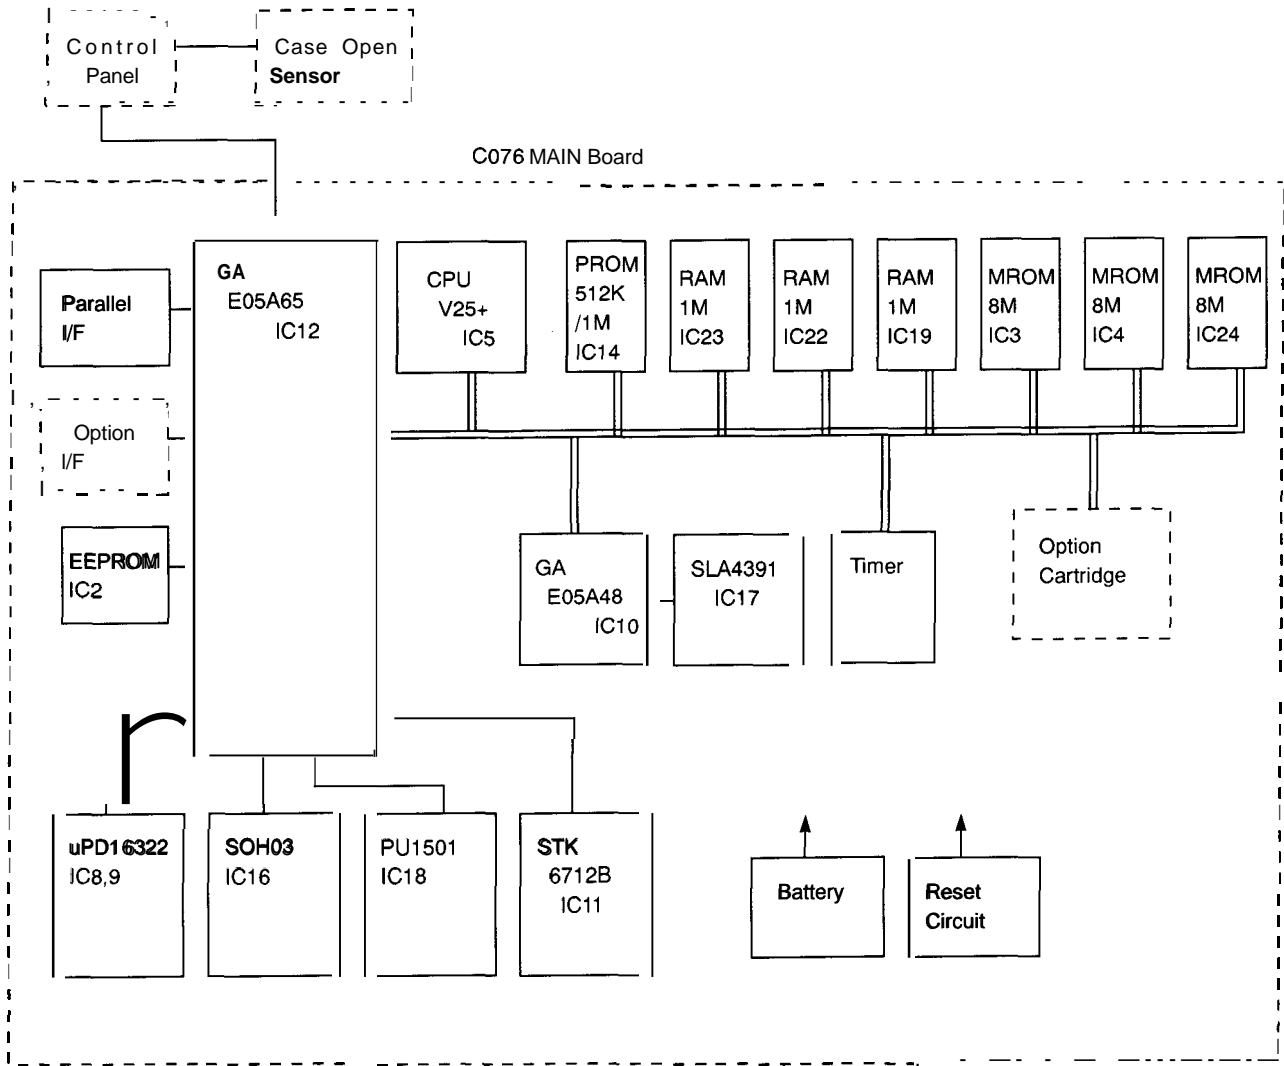 Control
Panel
Case Open
Sensor
C076 MAIN Board
GA
E05A65
IC12
Parallel
I/F
Option
I/F
EEPROM
IC2
CPU
V25+
IC5
PROM
512K
/1M
IC14
RAM
1M
IC23
RAM
1M
IC22
RAM
1M
IC19
MROM
8M
IC3
MROM
8M
IC4
MROM
8M
IC24
GA
E05A48
IC10
SLA4391
IC17
Timer
Option
Cartridge
uPD16322
IC8,9
SOH03
IC16
PU1501
IC18
STK
6712B
IC11
Battery
Reset
Circuit